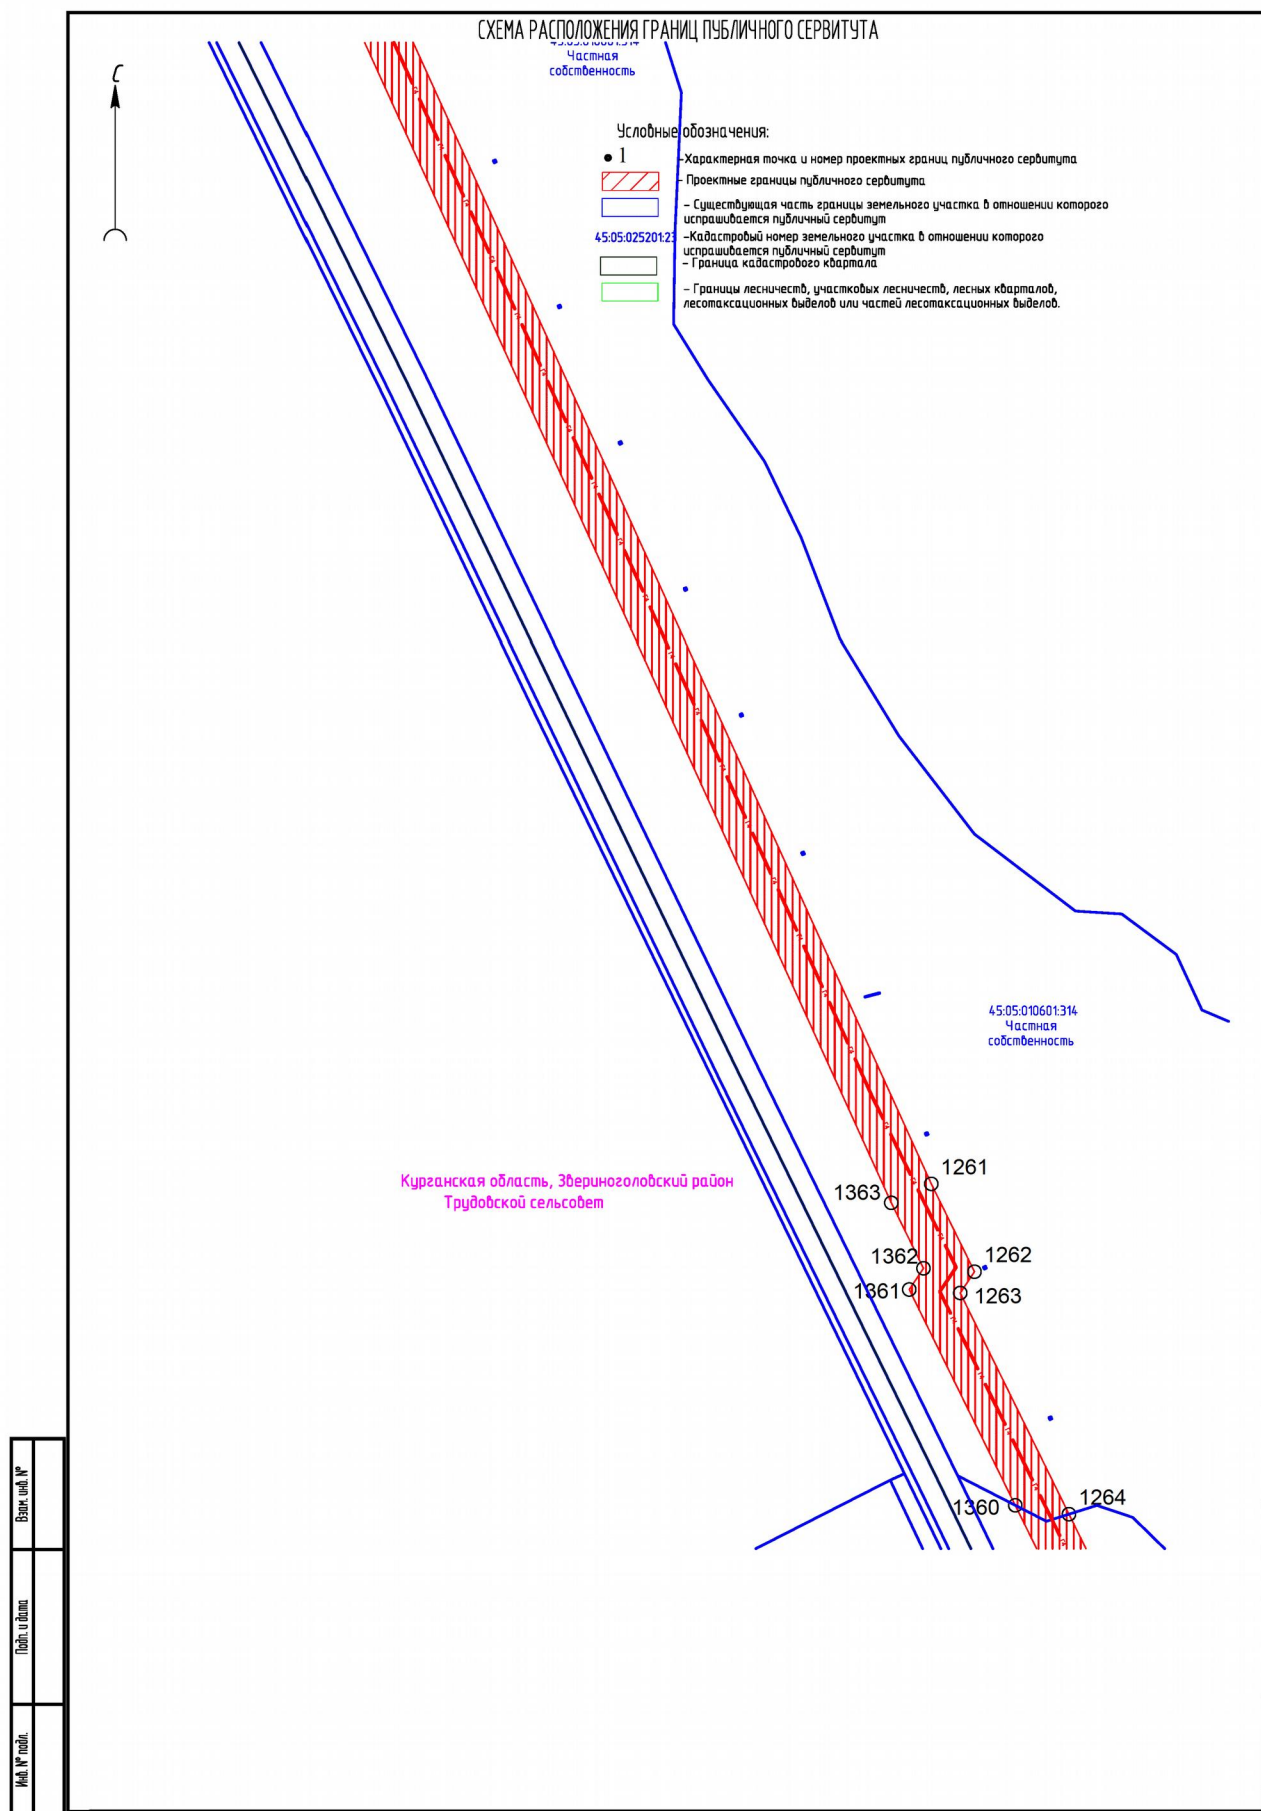 СХЕМА РАСПОЛОЖЕНИЯ ГРАНИЦ ПУБЛИЧНОГО СЕРВИТУТА
45:05:010601:314
Частная
собственность
С
Условные обозначения:
1
-Характерная точка и номер проектных границ публичного сервитута
- Проектные границы публичного сервитута
- Существующая часть границы земельного участка в отношении которого
испрашивается публичный сервитут
45:05:025201:23
-Кадастровый номер земельного участка в отношении которого
испрашивается публичный сервитут
- Граница кадастрового квартала
- Границы лесничеств, участковых лесничеств, лесных кварталов,
лесотаксационных выделов или частей лесотаксационных выделов.
45:05:010601:314
Частная
собственность
Курганская область, Звериноголовский район
Трудовской сельсовет
1261
1363
1362
1262
1361
1263
1360
1264
Взам. инв. №
Подп. и дата
Инв. № подл.